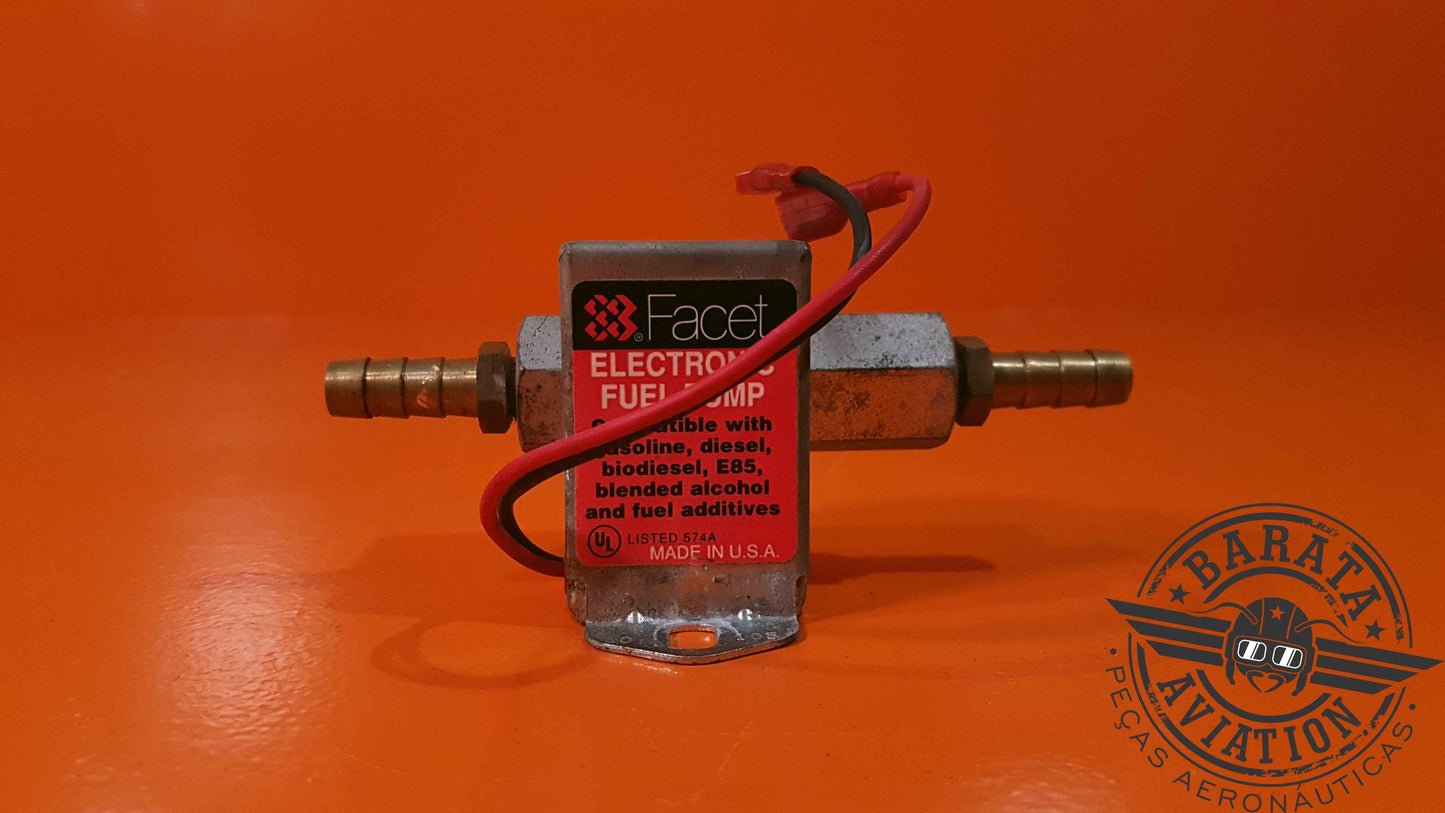 Facet
ELECTRONIC
FUEL PUMP
Compatible with
gasoline, diesel,
biodiesel, E85,
blended alcohol
and fuel additives
UL LISTED 574A
MADE IN U.S.A.
BARATA
AVIATION
PEÇAS AERONÁUTICAS